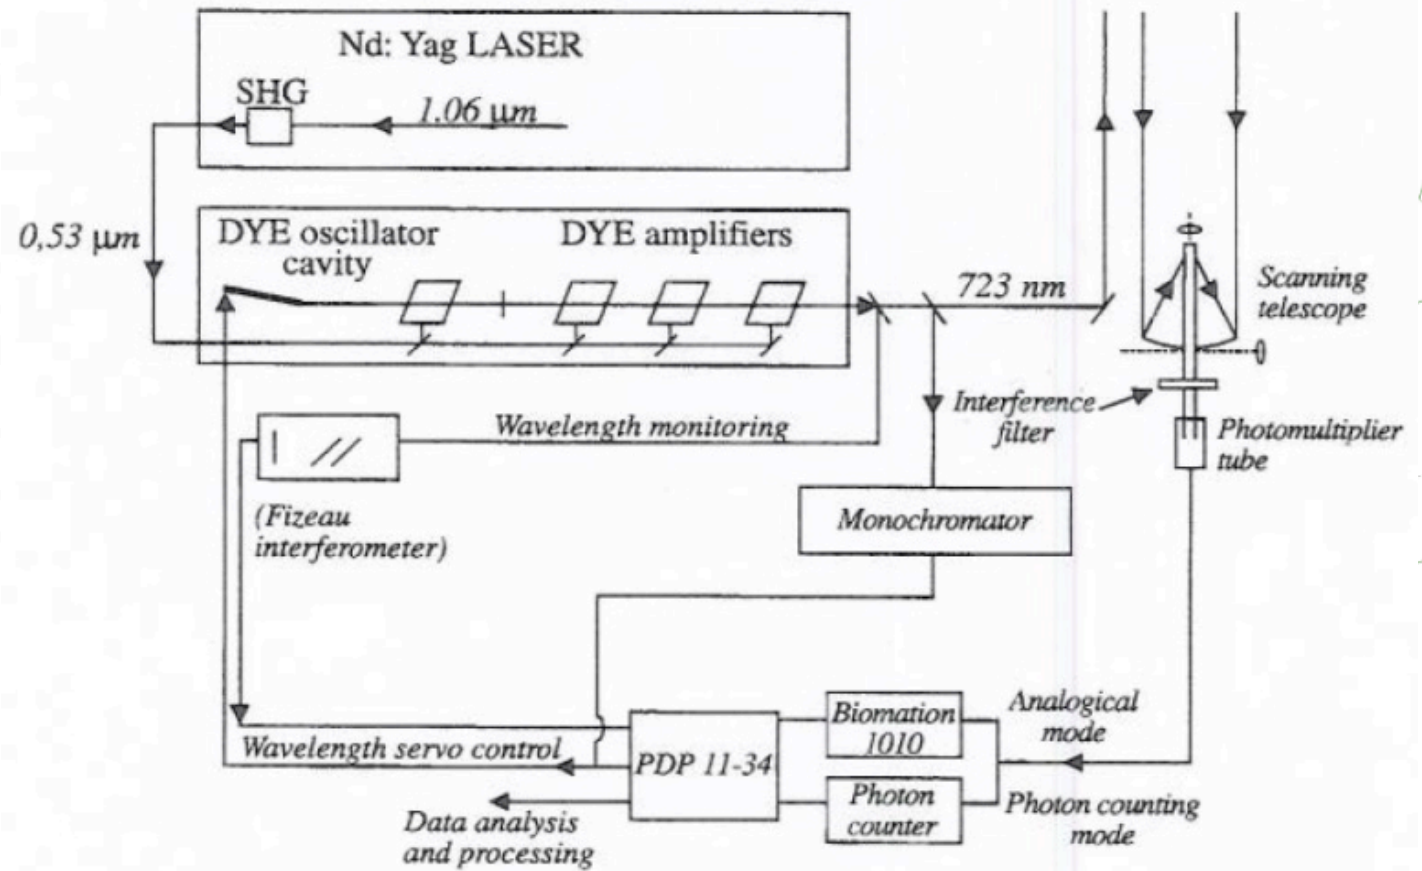 Nd: Yag LASER
SHG
1.06 µm
0,53 µm
DYE oscillator
cavity
DYE amplifiers
723 nm
Scanning
telescope
Interference
filter
Photomultiplier
tube
Wavelength monitoring
(Fizeau
interferometer)
Monochromator
Wavelength servo control
PDP 11-34
Biomation
1010
Analogical
mode
Photon
counter
Photon counting
mode
Data analysis
and processing